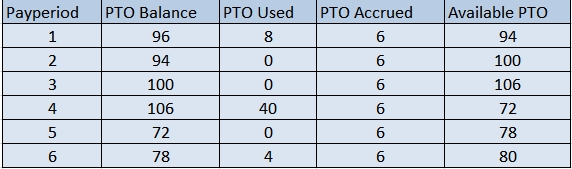 Payperiod PTO Balance PTO Used PTO Accrued Available PTO
1 96 8 6 94
2 94 0 6 100
3 100 0 6 106
4 106 40 6 72
5 72 0 6 78
6 78 4 6 80